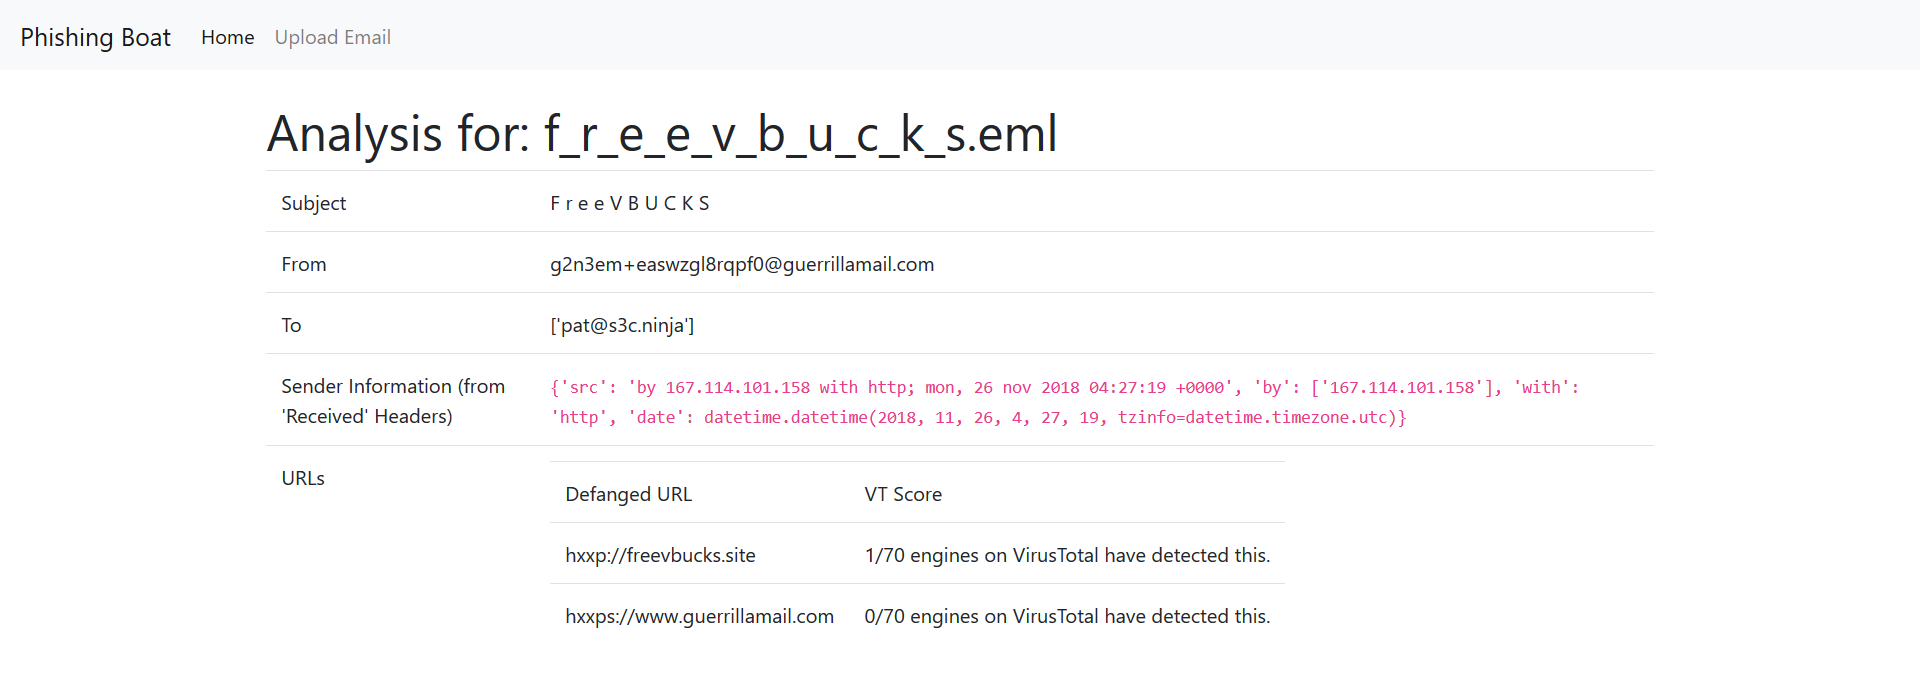 Phishing Boat Home Upload Email
Analysis for: f_r_e_e_v_b_u_c_k_s.eml
Subject F r e e V B U C K S
From g2n3em+easwzgl8rqpf0@guerrillamail.com
To ['pat@s3c.ninja']
Sender Information (from 'Received' Headers)
{'src': 'by 167.114.101.158 with http; mon, 26 nov 2018 04:27:19 +0000', 'by': ['167.114.101.158'], 'with':
'http', 'date': datetime.datetime(2018, 11, 26, 4, 27, 19, tzinfo=datetime.timezone.utc)}
URLs
Defanged URL VT Score
hxxp://freevbucks.site 1/70 engines on VirusTotal have detected this.
hxxps://www.guerrillamail.com 0/70 engines on VirusTotal have detected this.